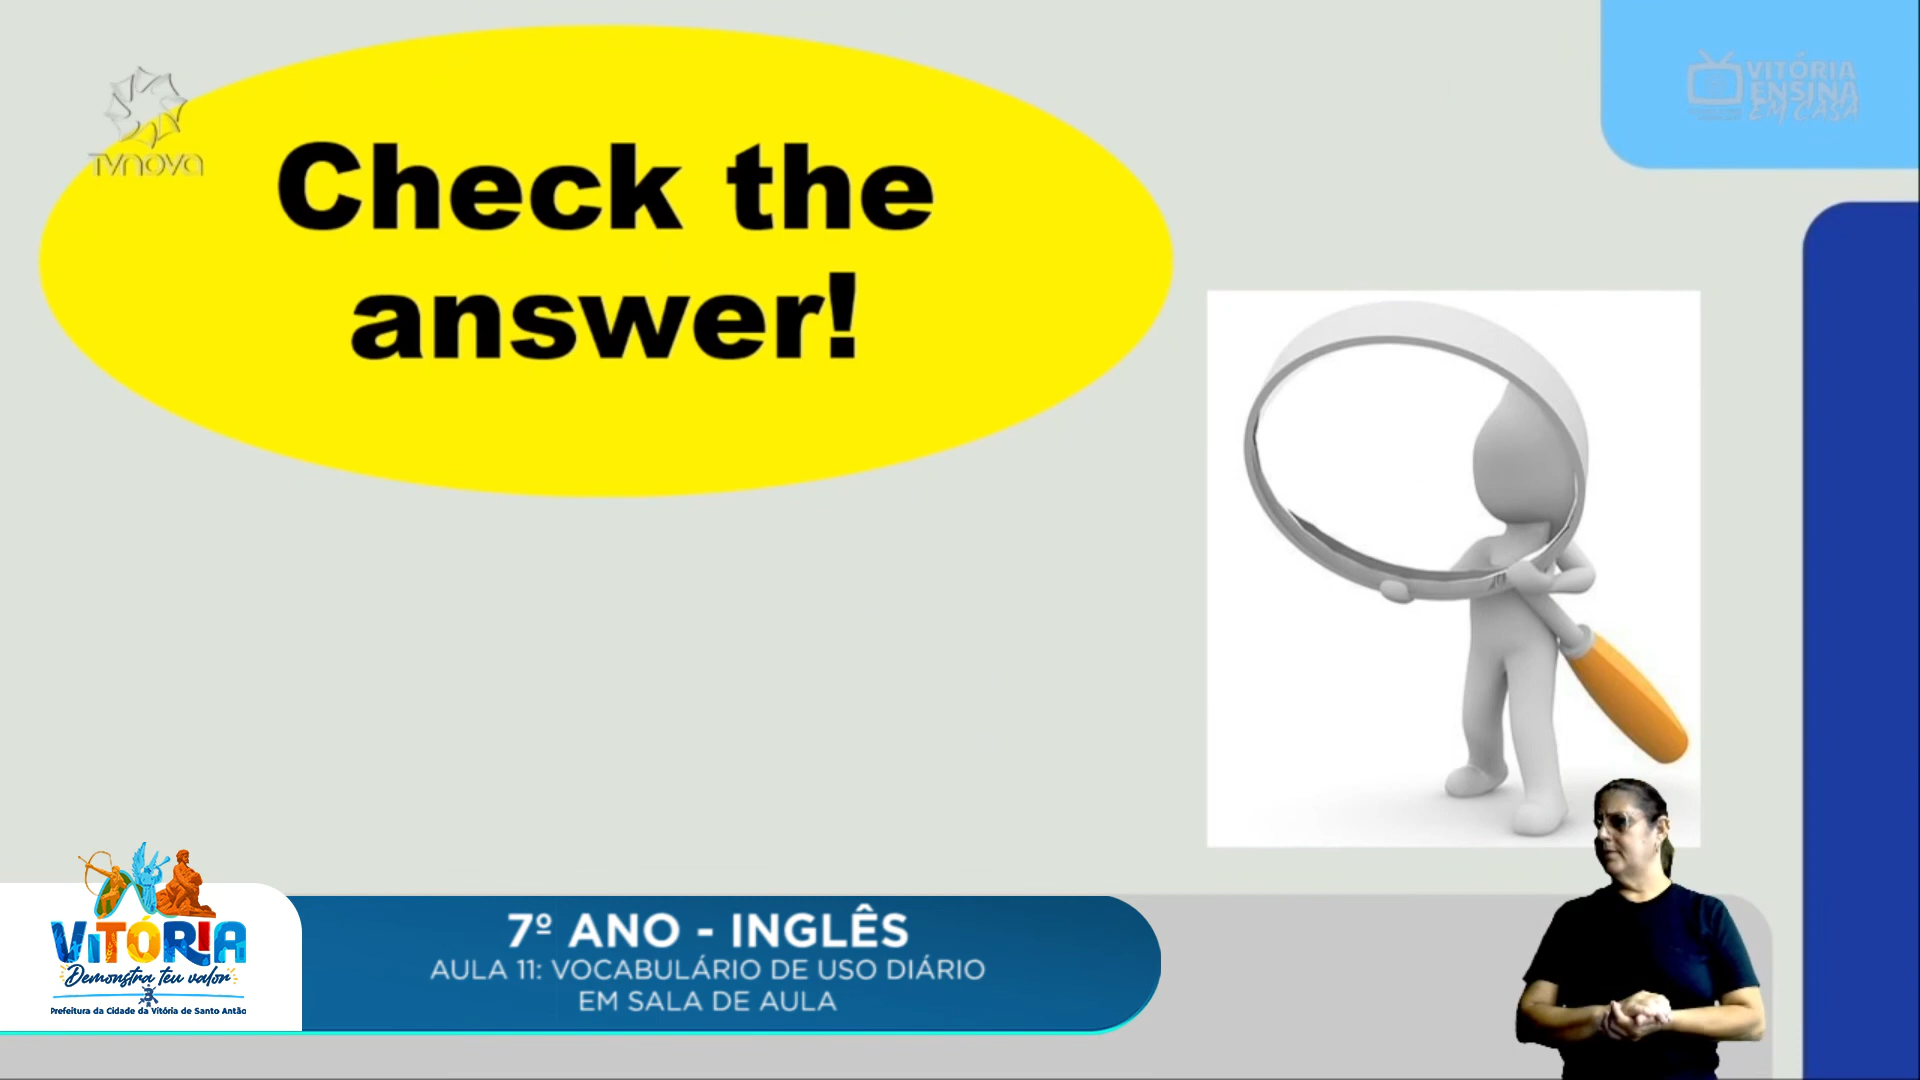 TVNOVA
VITÓRIA
ENSINA
EM CASA
Check the
answer!
VITÓRIA
Demonstra teu valor
Prefeitura da Cidade da Vitória de Santo Antão
7º ANO - INGLÊS
AULA 11: VOCABULÁRIO DE USO DIÁRIO
EM SALA DE AULA